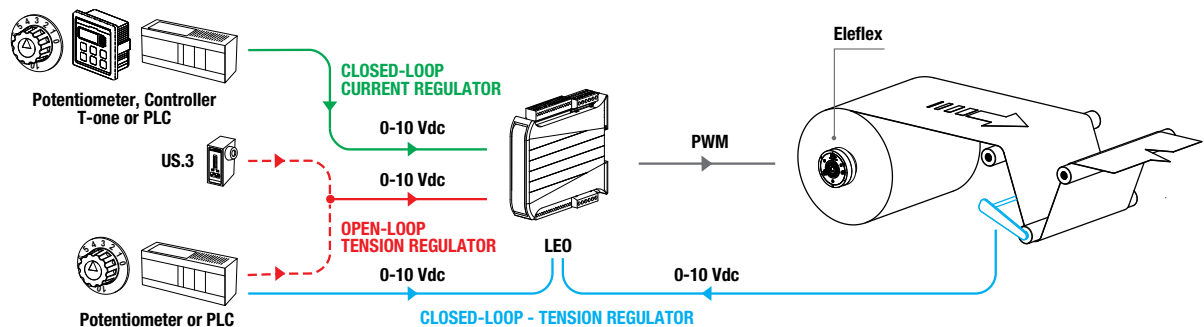 Potentiometer, Controller
T-one or PLC
CLOSED-LOOP
CURRENT REGULATOR
0-10 Vdc
US.3
0-10 Vdc
OPEN-LOOP
TENSION REGULATOR
Potentiometer or PLC
0-10 Vdc
LEO
PWM
Eleflex
0-10 Vdc
CLOSED-LOOP - TENSION REGULATOR